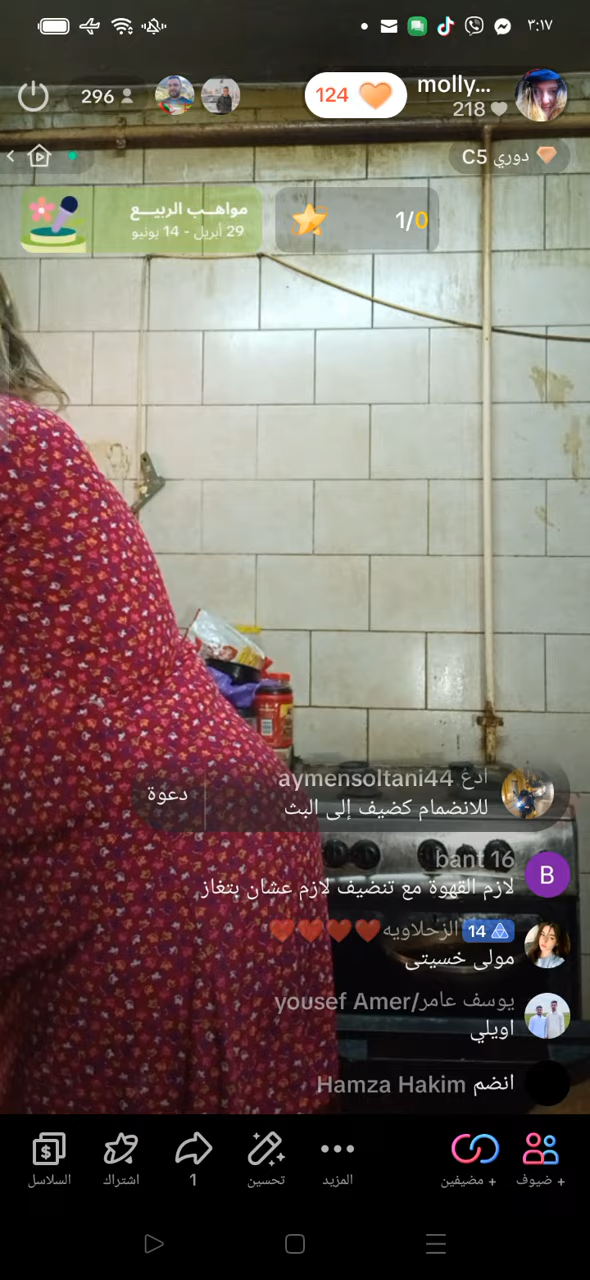 ٣:١٧
296
124
molly...
218
دوري C5
مواهب الربيع
29 أبريل - 14 يونيو
1/0
ادعُ aymensoltani44
للانضمام كضيف إلى البث
دعوة
bant 16
لازم القهوة مع تنضيف لازم عشان بتغاز
14 الزحلاويه❤️❤️❤️❤️
مولى خسيتى
يوسف عامر/yousef Amer
اويلي
Hamza Hakim انضم
+ ضيوف
+ مضيفين
المزيد
تحسين
1
اشتراك
السلاسل